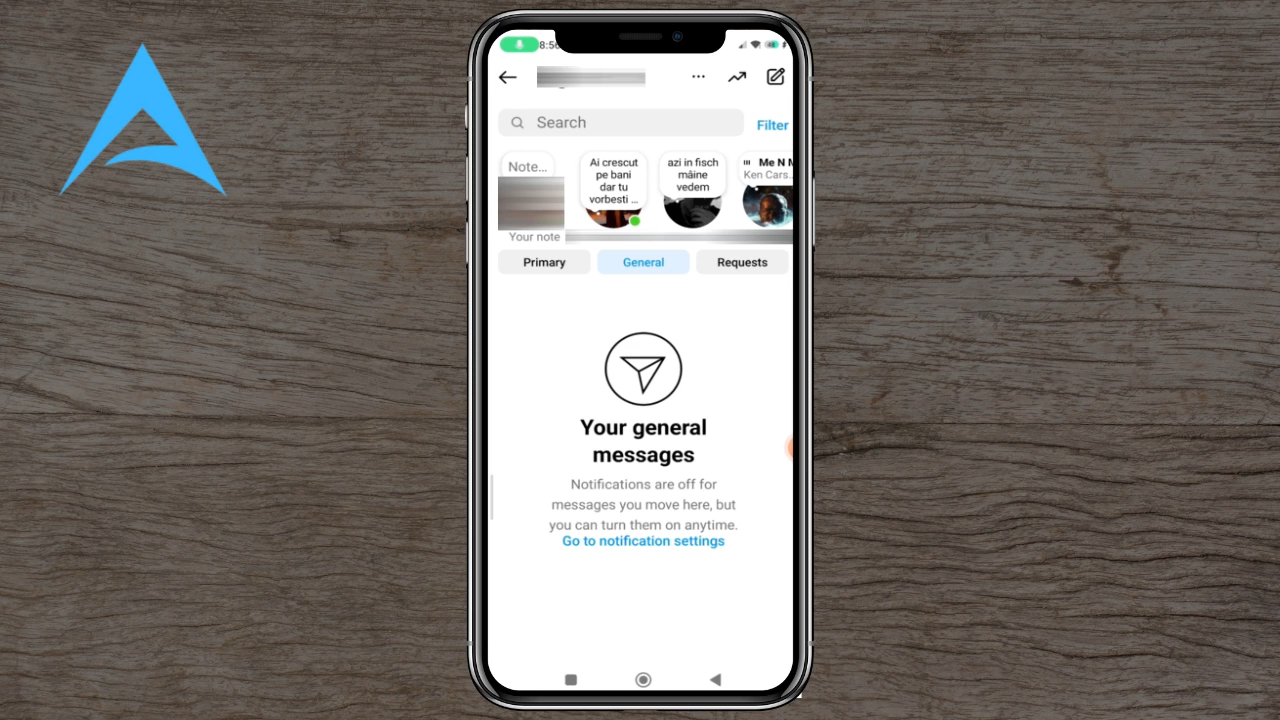 8:56
Search
Filter
Note...
Ai crescut
pe bani
dar tu
vorbesti ...
azi in fisch
mâine
vedem
Me N M
Ken Cars..
Your note
Primary
General
Requests
Your general
messages
Notifications are off for
messages you move here, but
you can turn them on anytime.
Go to notification settings